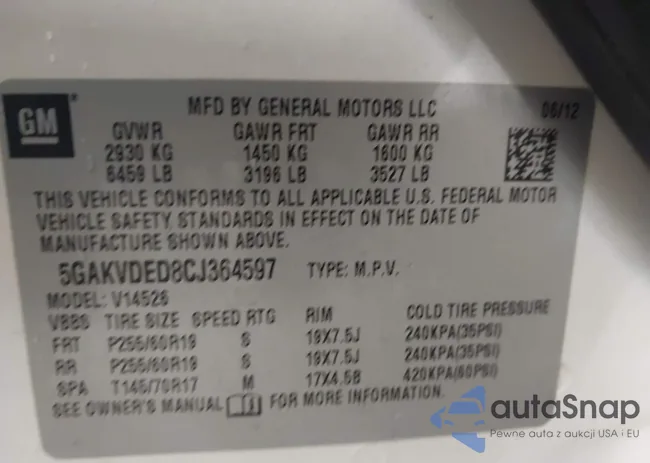 GM
MFD BY GENERAL MOTORS LLC 06/12
GVWR GAWR FRT GAWR RR
2930 KG 1450 KG 1600 KG
6459 LB 3196 LB 3527 LB
THIS VEHICLE CONFORMS TO ALL APPLICABLE U.S. FEDERAL MOTOR
VEHICLE SAFETY STANDARDS IN EFFECT ON THE DATE OF
MANUFACTURE SHOWN ABOVE.
5GAKVDED8CJ364597 TYPE: M.P.V.
MODEL: V14526
TIRE SIZE SPEED RTG RIM COLD TIRE PRESSURE
FRT P255/60R19 S 19X7.5J 240KPA(35PSI)
RR P255/60R19 S 19X7.5J 240KPA(35PSI)
SPA T145/70R17 M 17X4.5B 420KPA(60PSI)
SEE OWNER'S MANUAL FOR MORE INFORMATION.
autaSnap
Pewne auta z aukcji USA i EU